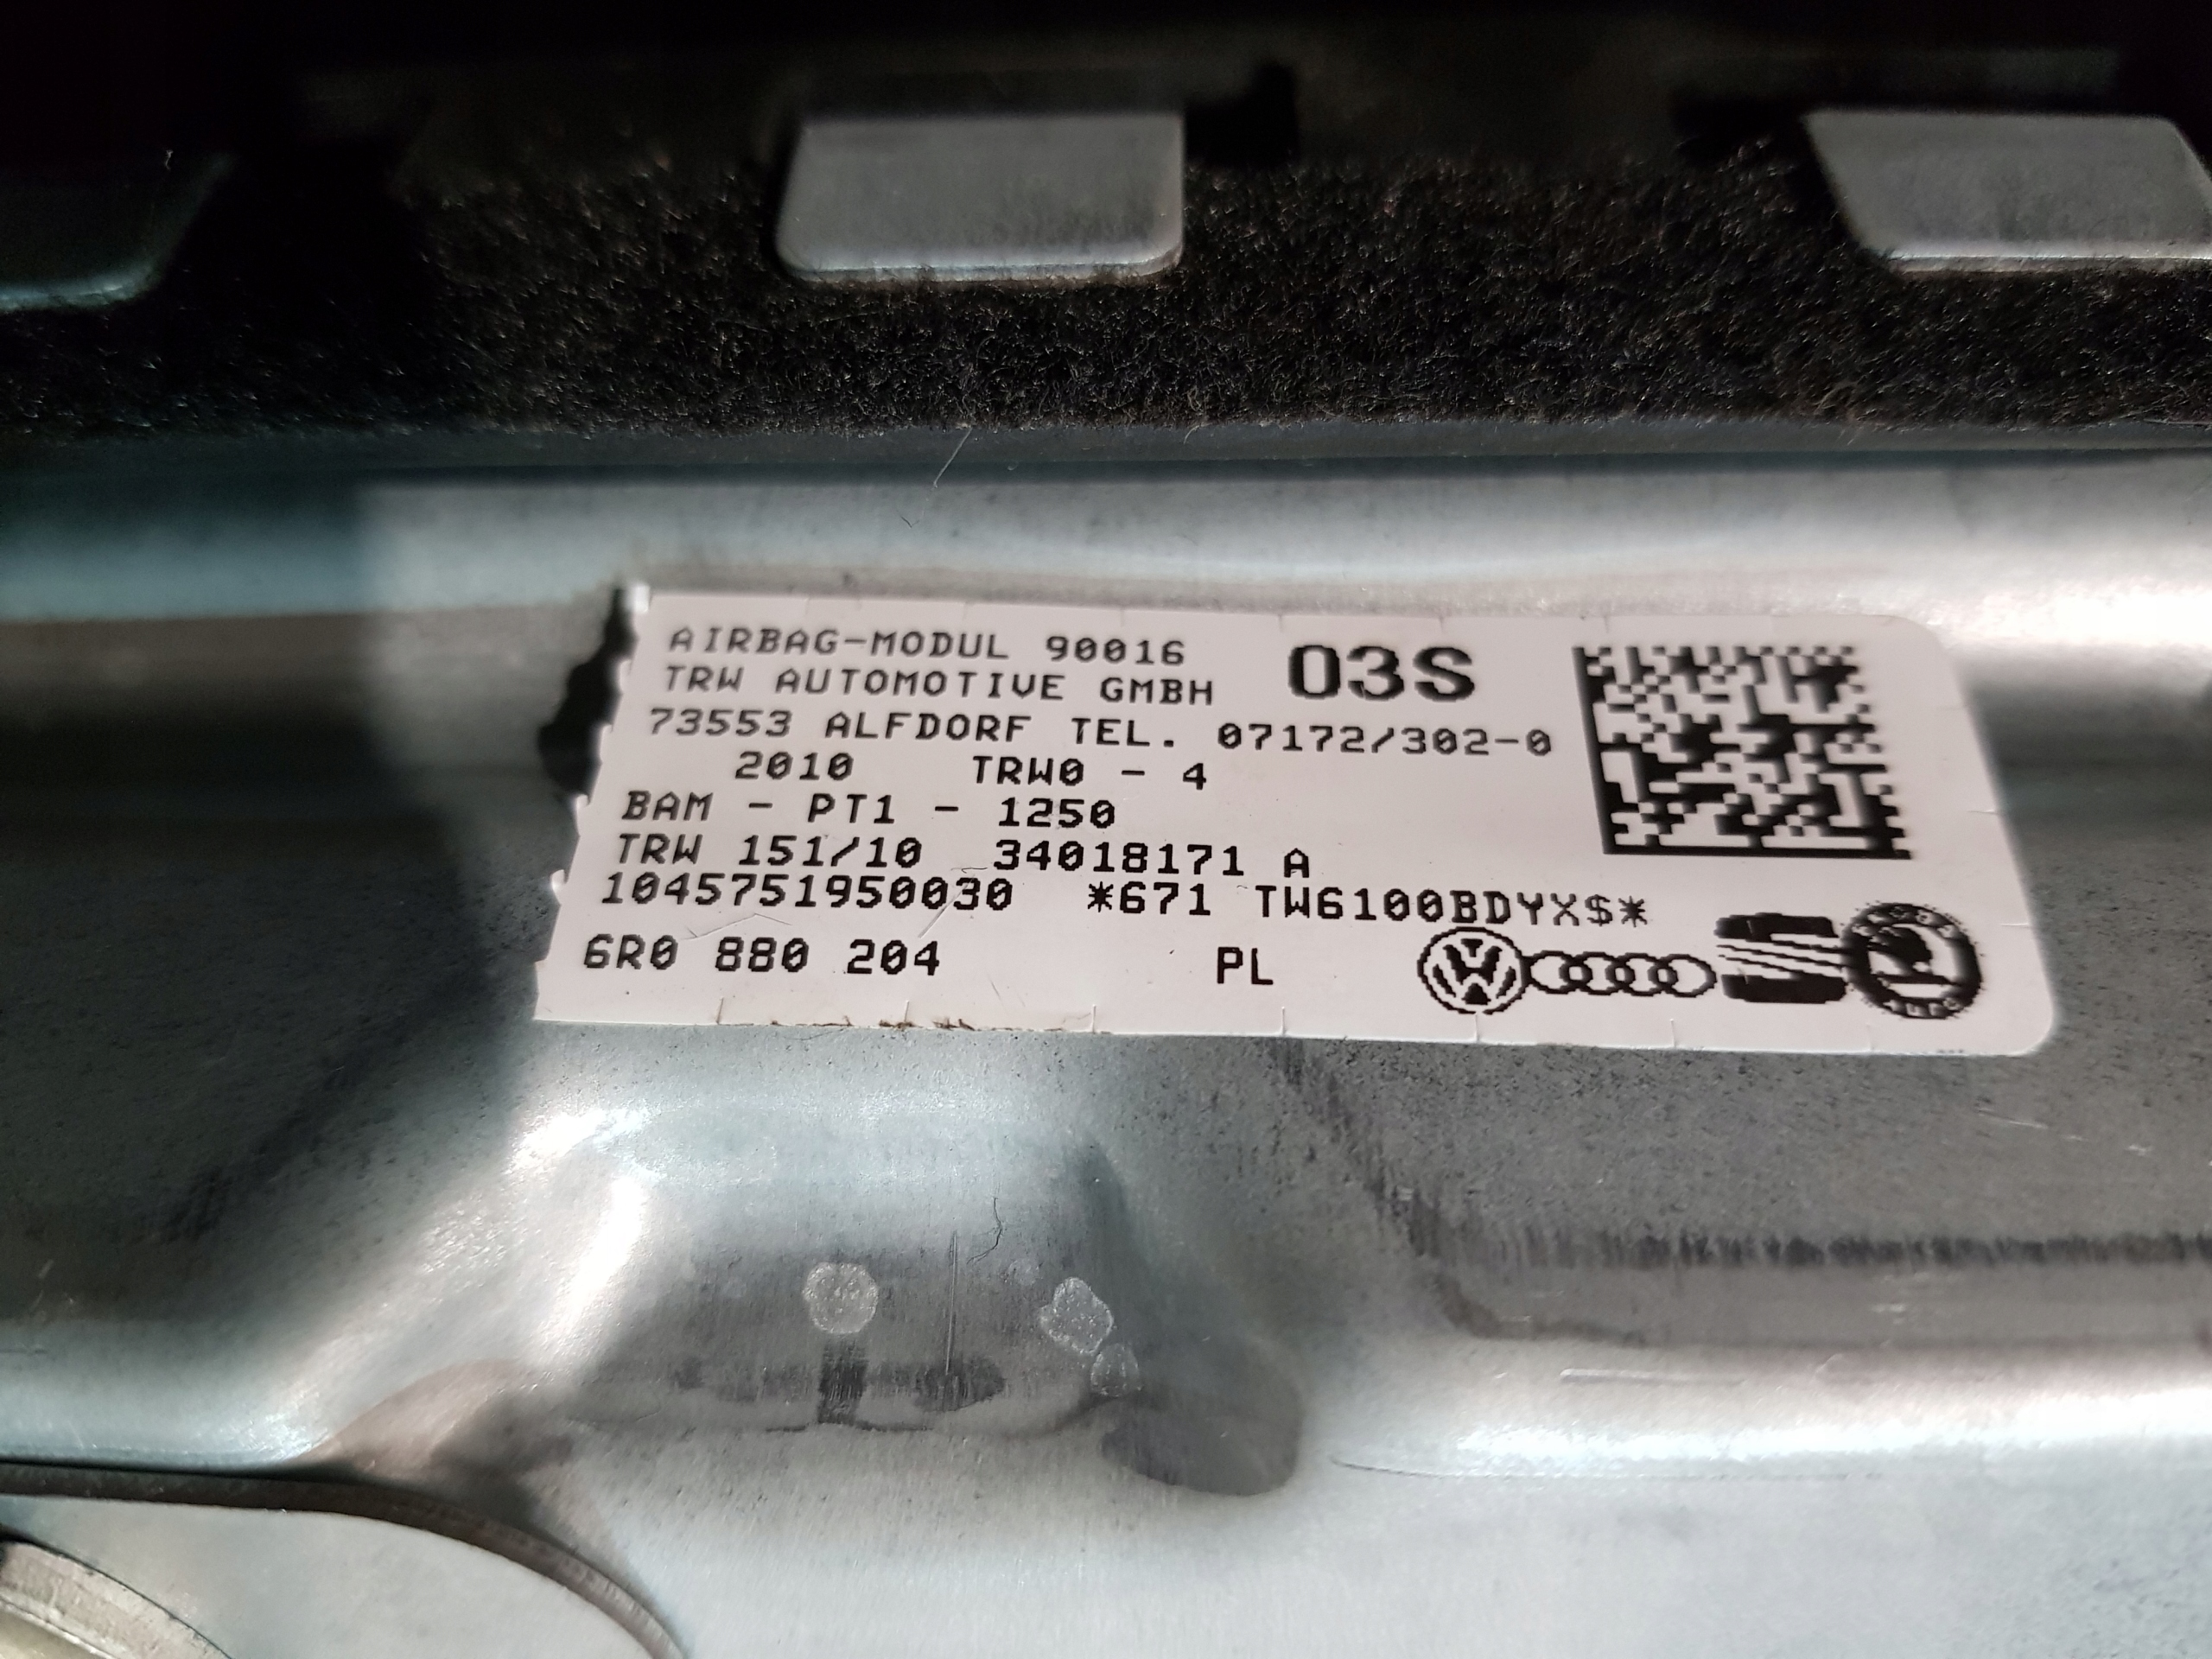 AIRBAG-MODUL 90016 03S
TRW AUTOMOTIVE GMBH
73553 ALFDORF TEL. 07172/302-0
2010 TRW0 - 4
BAM - PT1 - 1250
TRW 151/10 34018171 A
1045751950030 *671 TW6100BDYX$*
6R0 880 204 PL